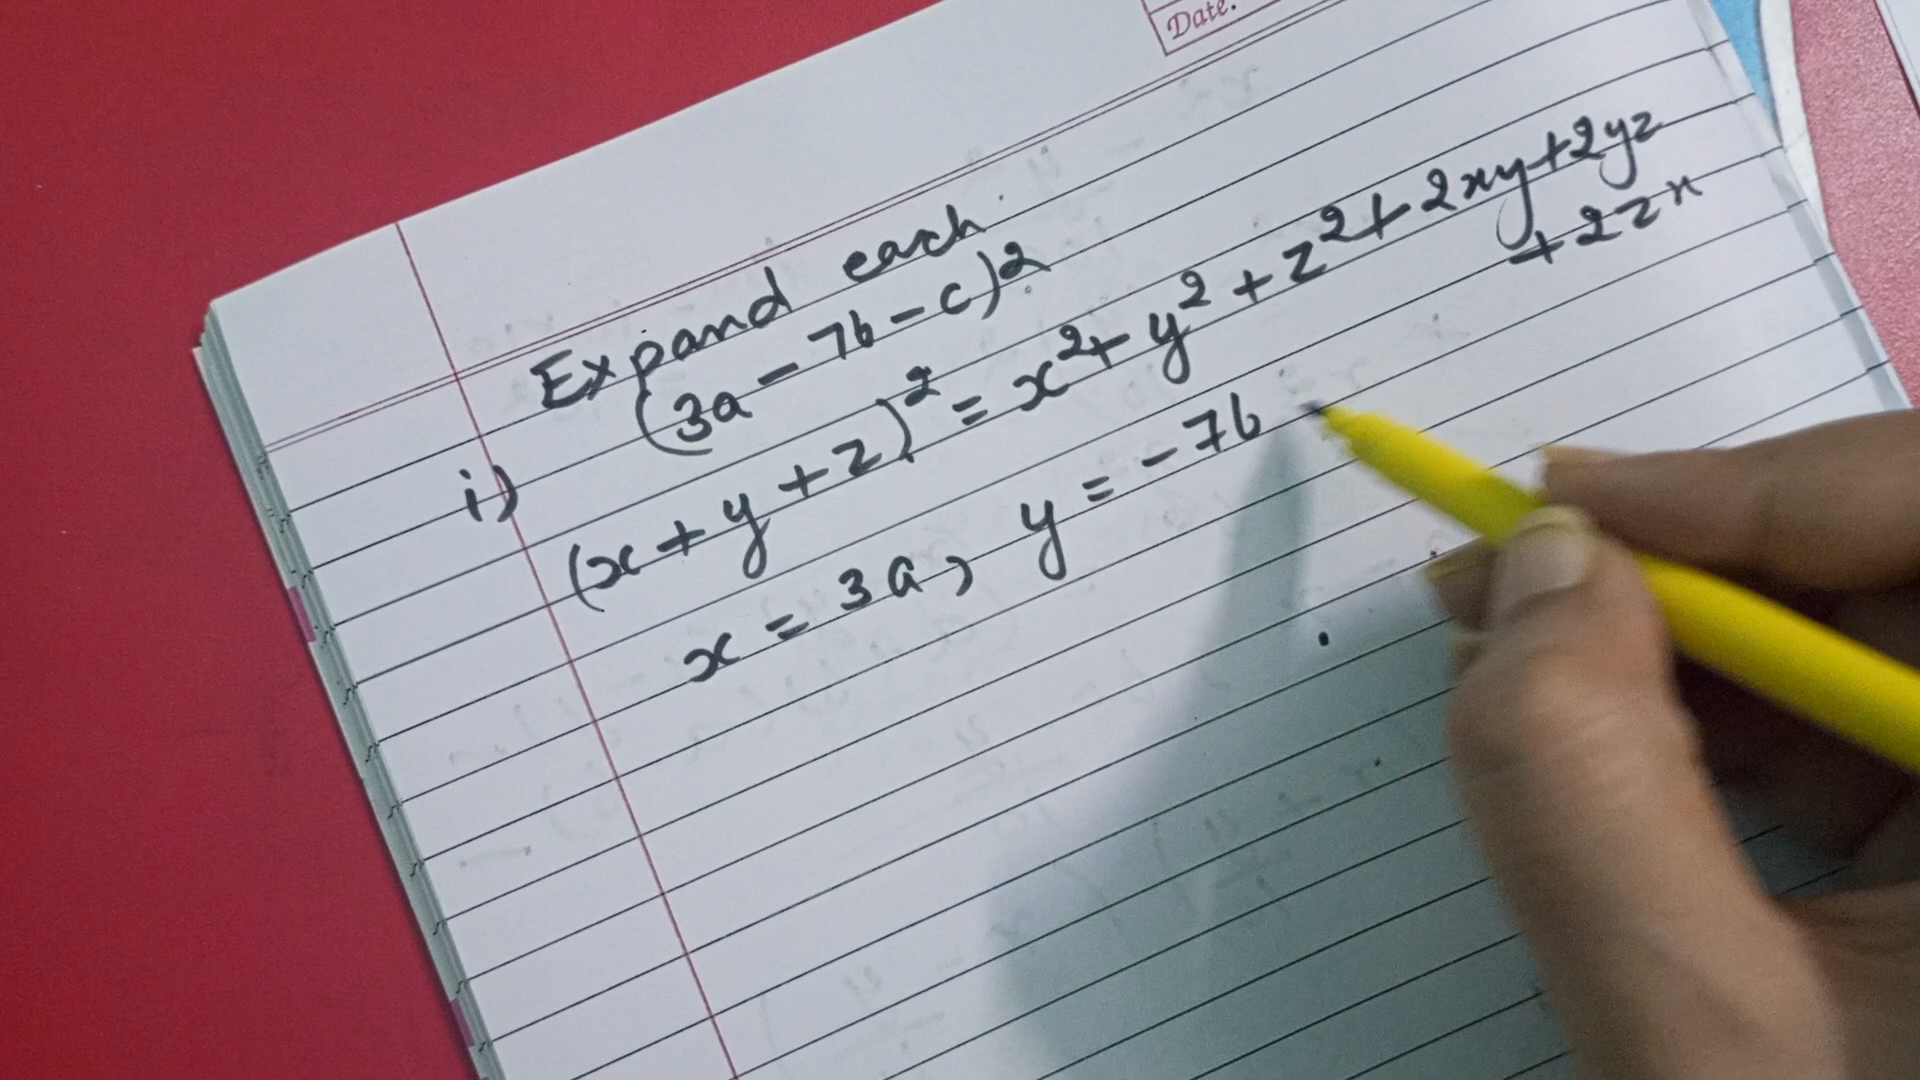 Date.
Expand each
i) (3a - 7b - c)²
(x + y + z)² = x² + y² + z² + 2xy + 2yz
+ 2zx
x = 3a, y = - 7b